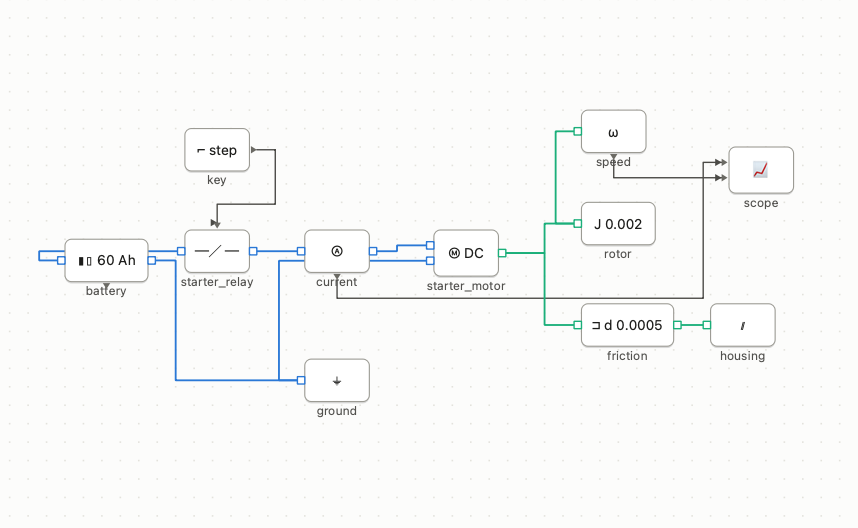 ω
speed
⌐ step
key
scope
J 0.002
rotor
60 Ah
battery
starter_relay
A
current
M DC
starter_motor
d 0.0005
friction
housing
ground